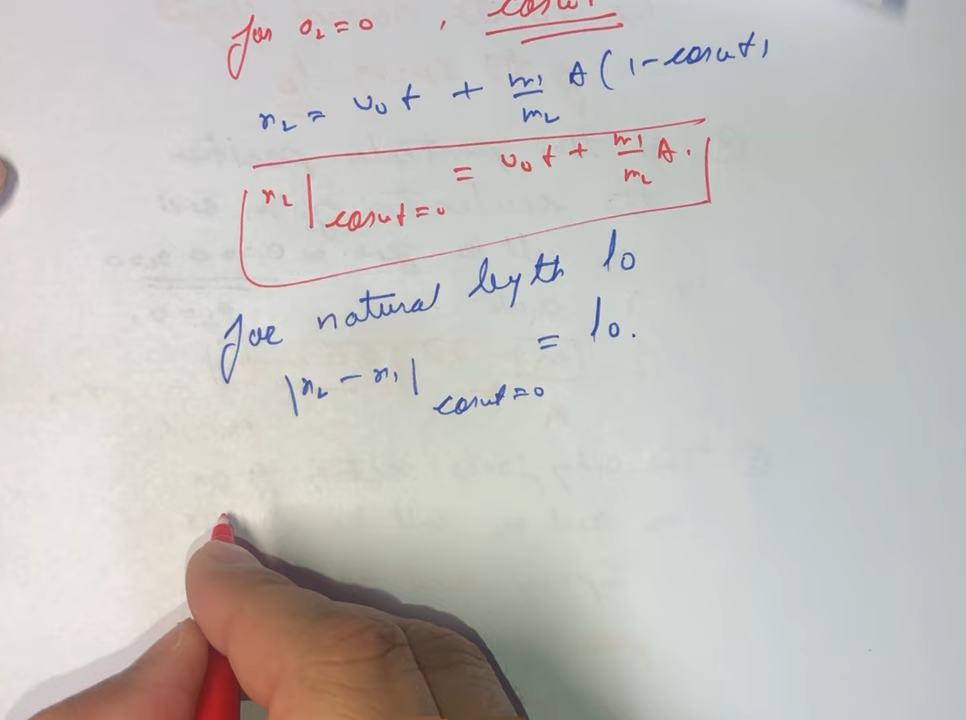 for a₂ = 0 , cosωt
x₂ = v₀t + m₁/m₂ A(1-cosωt)
x₂|cosωt=0 = v₀t + m₁/m₂ A.
for natural length l₀
|x₂ - x₁| cosωt=0 = l₀.